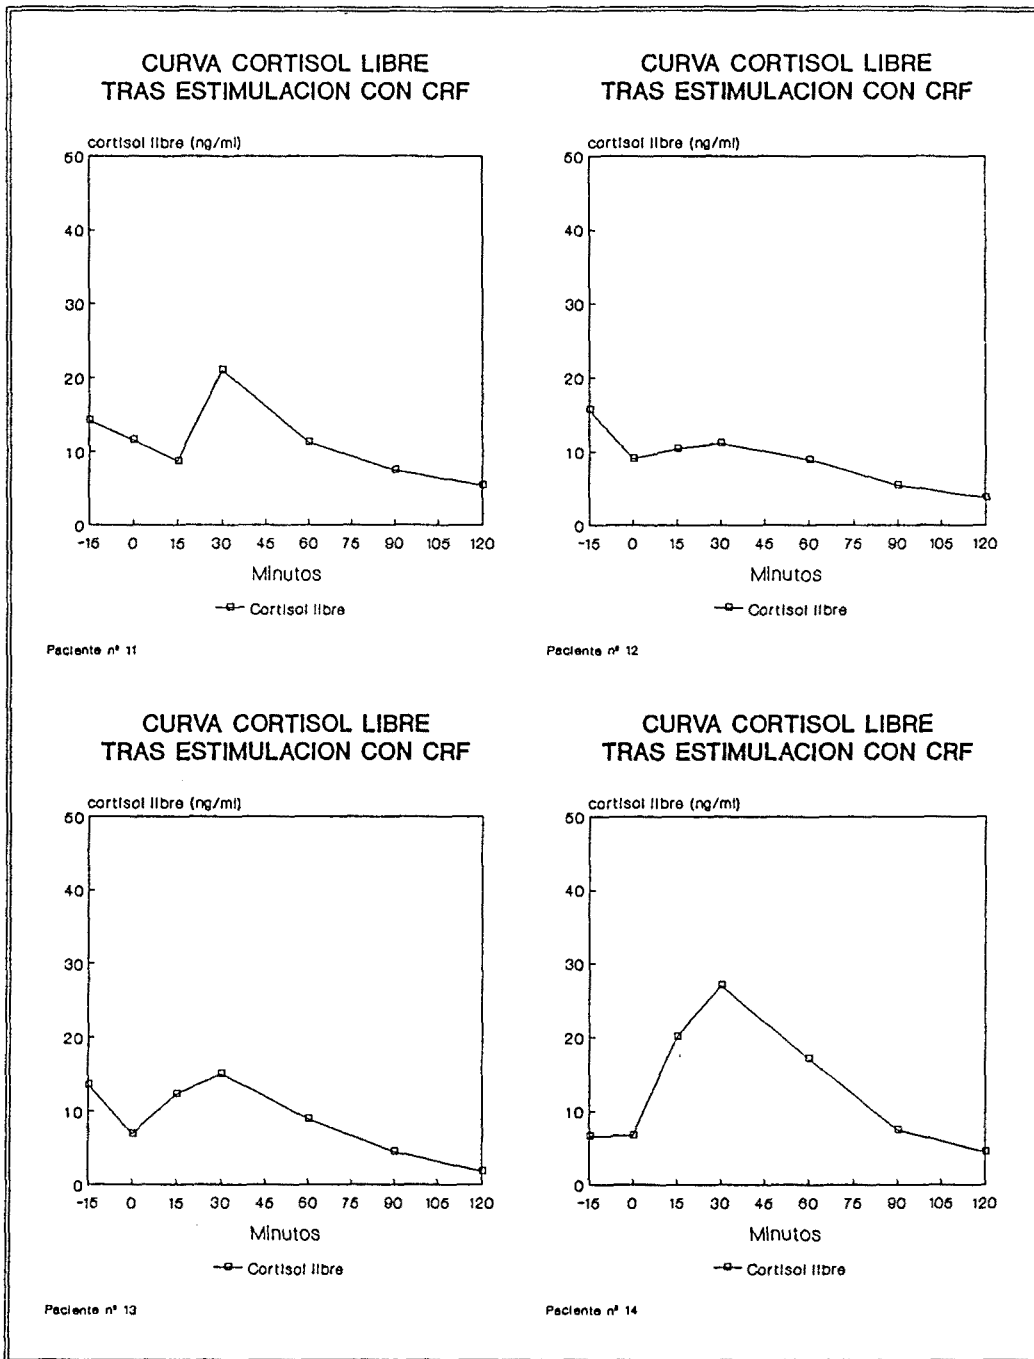 CURVA CORTISOL LIBRE
TRAS ESTIMULACION CON CRF
cortisol libre (ng/ml)
50
40
30
20
10
0
-15 0 15 30 45 60 75 90 105 120
Minutos
Cortisol libre
Paciente nº 11
CURVA CORTISOL LIBRE
TRAS ESTIMULACION CON CRF
cortisol libre (ng/ml)
50
40
30
20
10
0
-15 0 15 30 45 60 75 90 105 120
Minutos
Cortisol libre
Paciente nº 12
CURVA CORTISOL LIBRE
TRAS ESTIMULACION CON CRF
cortisol libre (ng/ml)
50
40
30
20
10
0
-15 0 15 30 45 60 75 90 105 120
Minutos
Cortisol libre
Paciente nº 13
CURVA CORTISOL LIBRE
TRAS ESTIMULACION CON CRF
cortisol libre (ng/ml)
50
40
30
20
10
0
-15 0 15 30 45 60 75 90 105 120
Minutos
Cortisol libre
Paciente nº 14